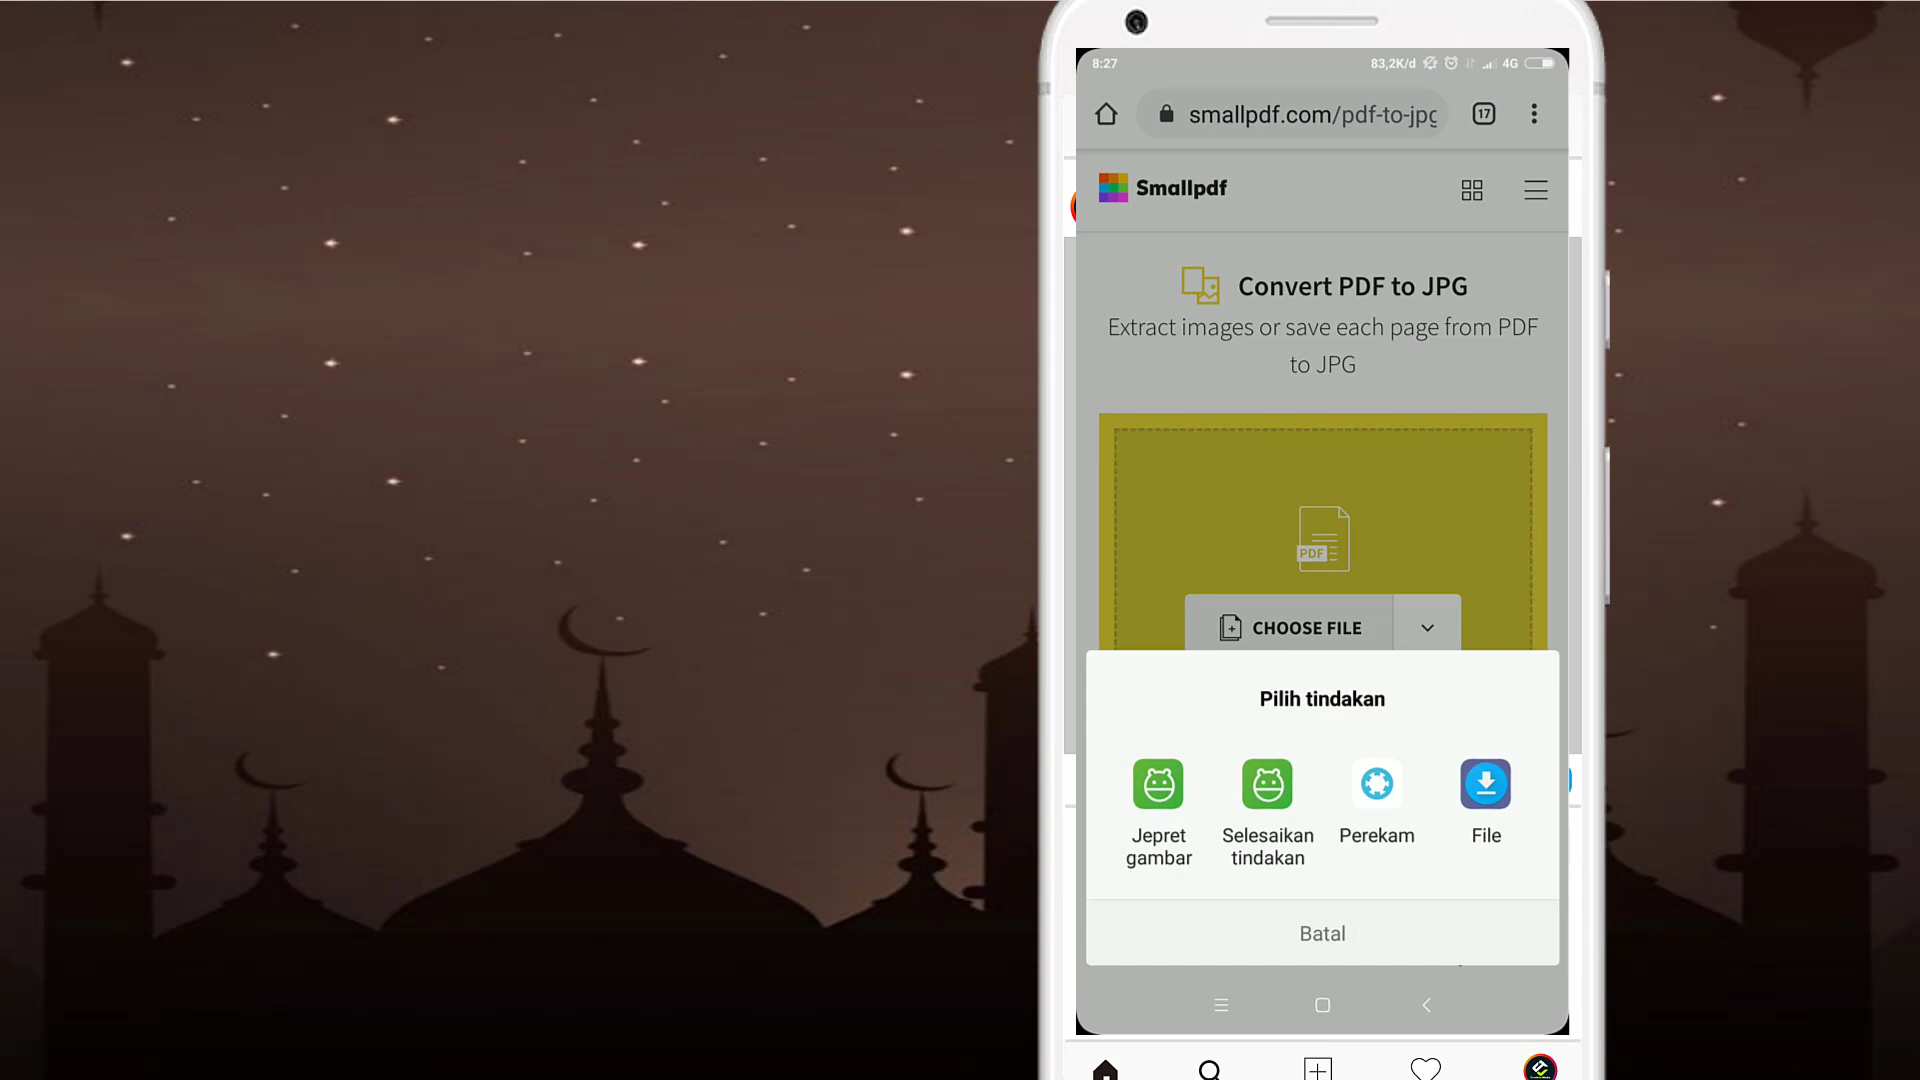 8:27
83,2K/d
4G
smallpdf.com/pdf-to-jpg
17
Smallpdf
Convert PDF to JPG
Extract images or save each page from PDF
to JPG
PDF
CHOOSE FILE
Pilih tindakan
Jepret
gambar
Selesaikan
tindakan
Perekam
File
Batal